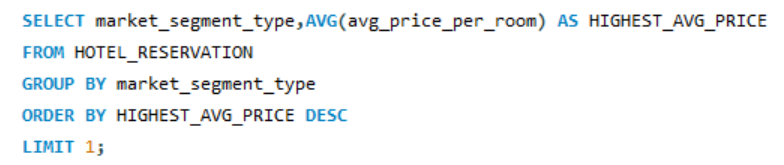 SELECT market_segment_type,AVG(avg_price_per_room) AS HIGHEST_AVG_PRICE
FROM HOTEL_RESERVATION
GROUP BY market_segment_type
ORDER BY HIGHEST_AVG_PRICE DESC
LIMIT 1;